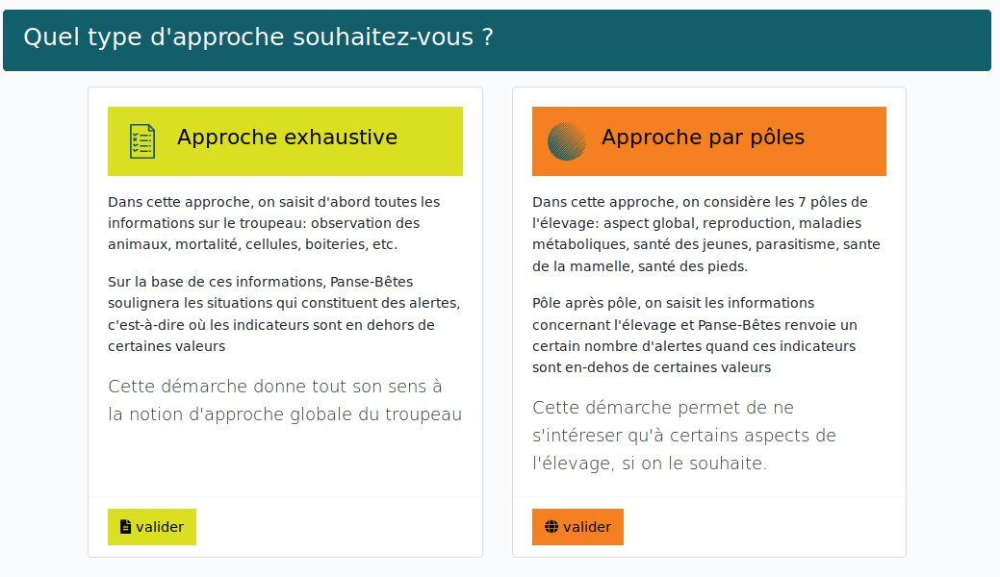 Quel type d'approche souhaitez-vous ?
Approche exhaustive
Dans cette approche, on saisit d'abord toutes les
informations sur le troupeau: observation des
animaux, mortalité, cellules, boiteries, etc.
Sur la base de ces informations, Panse-Bêtes
soulignera les situations qui constituent des alertes,
c'est-à-dire où les indicateurs sont en dehors de
certaines valeurs
Cette démarche donne tout son sens à
la notion d'approche globale du troupeau
valider
Approche par pôles
Dans cette approche, on considère les 7 pôles de
l'élevage: aspect global, reproduction, maladies
métaboliques, santé des jeunes, parasitisme, sante
de la mamelle, santé des pieds.
Pôle après pôle, on saisit les informations
concernant l'élevage et Panse-Bêtes renvoie un
certain nombre d'alertes quand ces indicateurs
sont en-dehos de certaines valeurs
Cette démarche permet de ne
s'intéreser qu'à certains aspects de
l'élevage, si on le souhaite.
valider